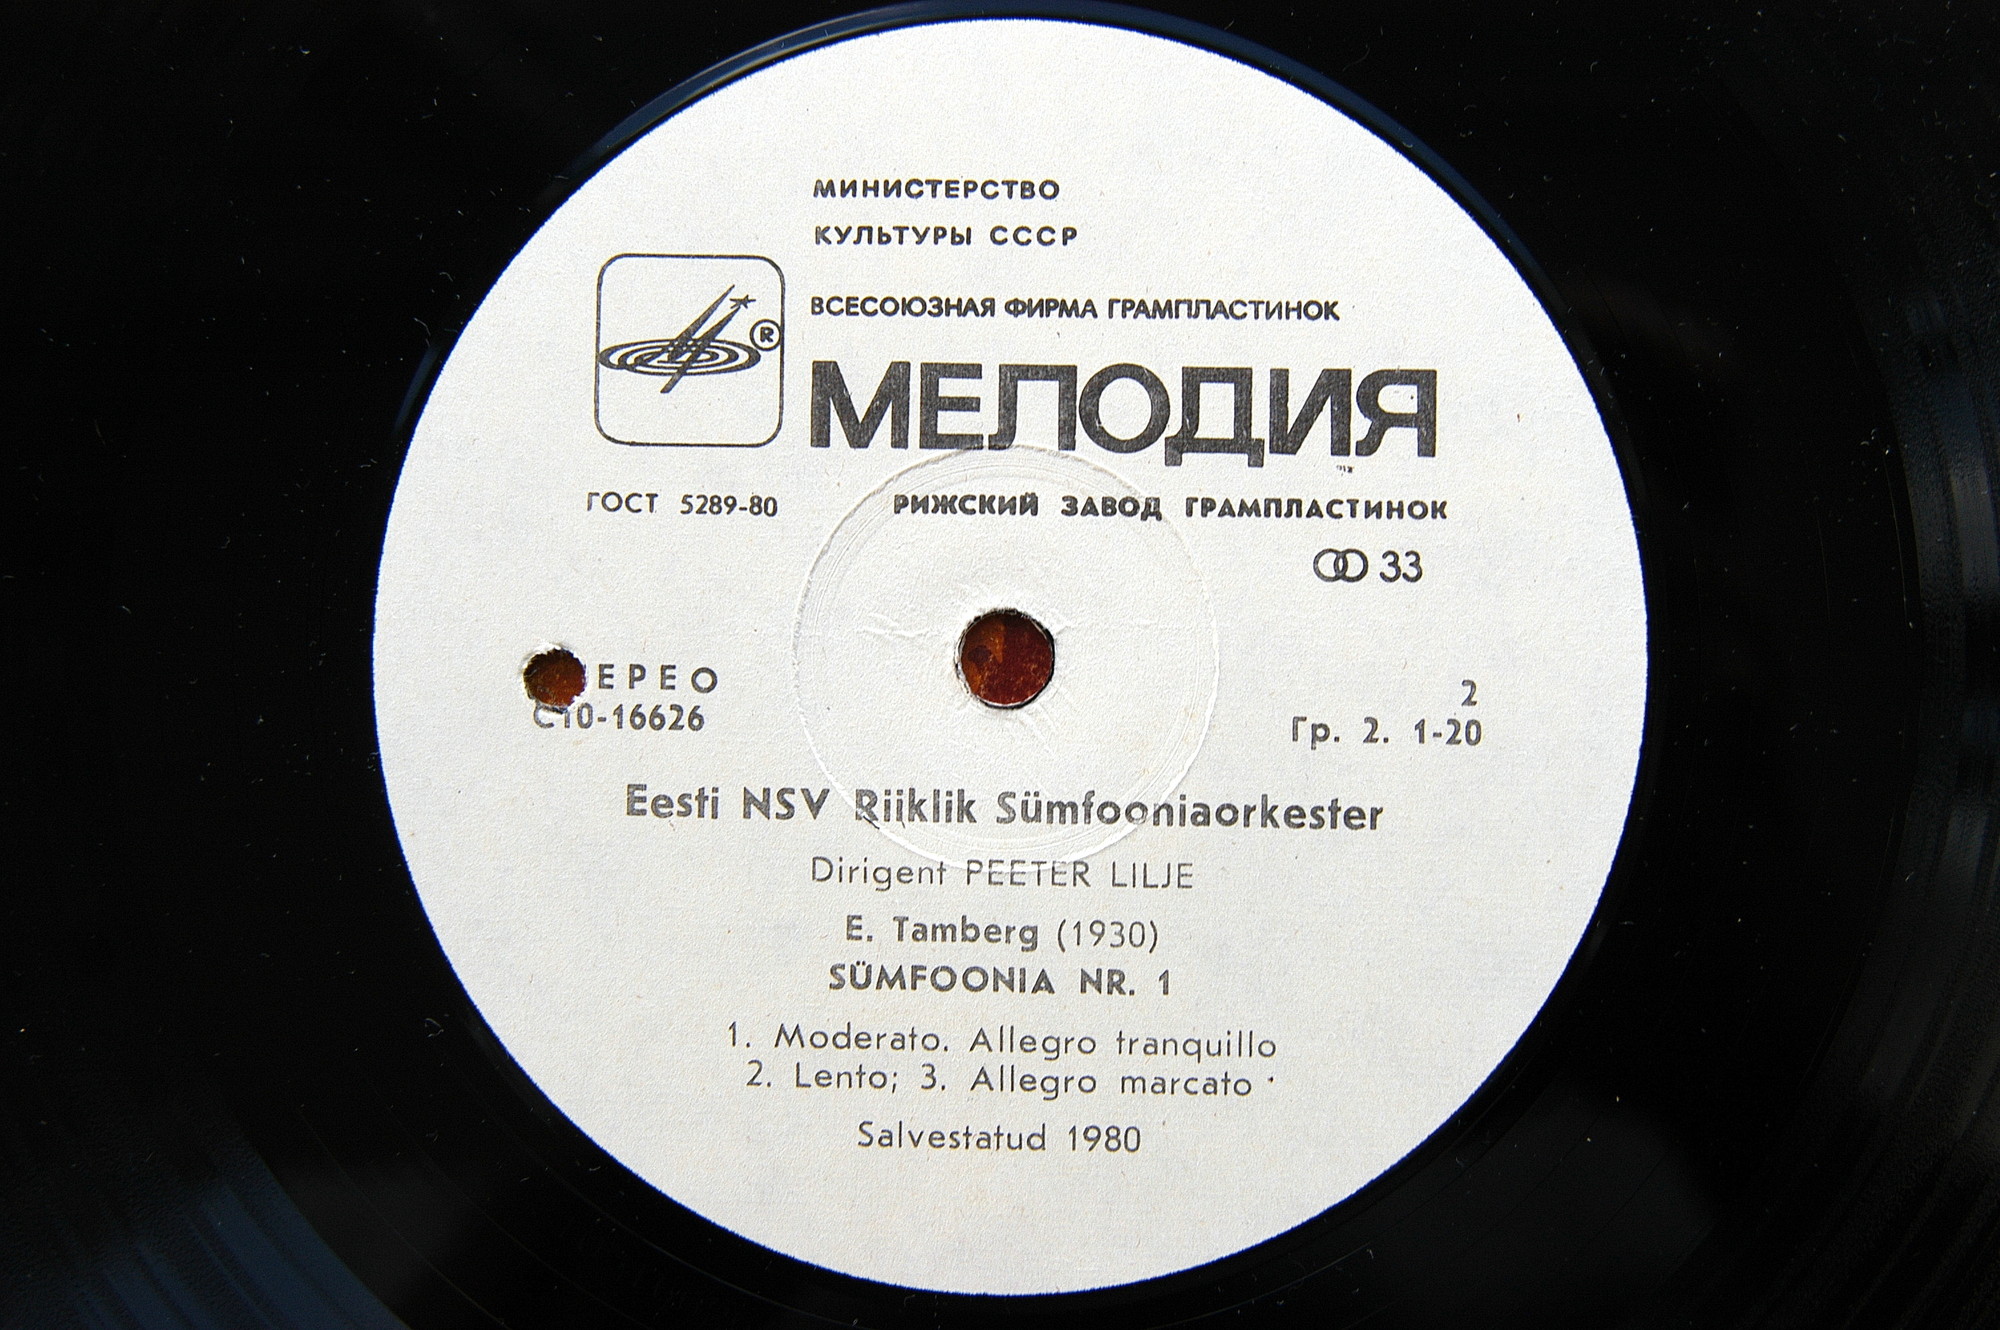 МИНИСТЕРСТВО
КУЛЬТУРЫ СССР
ВСЕСОЮЗНАЯ ФИРМА ГРАМПЛАСТИНОК
®
МЕЛОДИЯ
ГОСТ 5289-80 РИЖСКИЙ ЗАВОД ГРАМПЛАСТИНОК
33
ЕРЕО
2
С10-16626
Гр. 2. 1-20
Eesti NSV Riiklik Sümfooniaorkester
Dirigent PEETER LILJE
E. Tamberg (1930)
SÜMFOONIA NR. 1
1. Moderato. Allegro tranquillo
2. Lento; 3. Allegro marcato
Salvestatud 1980